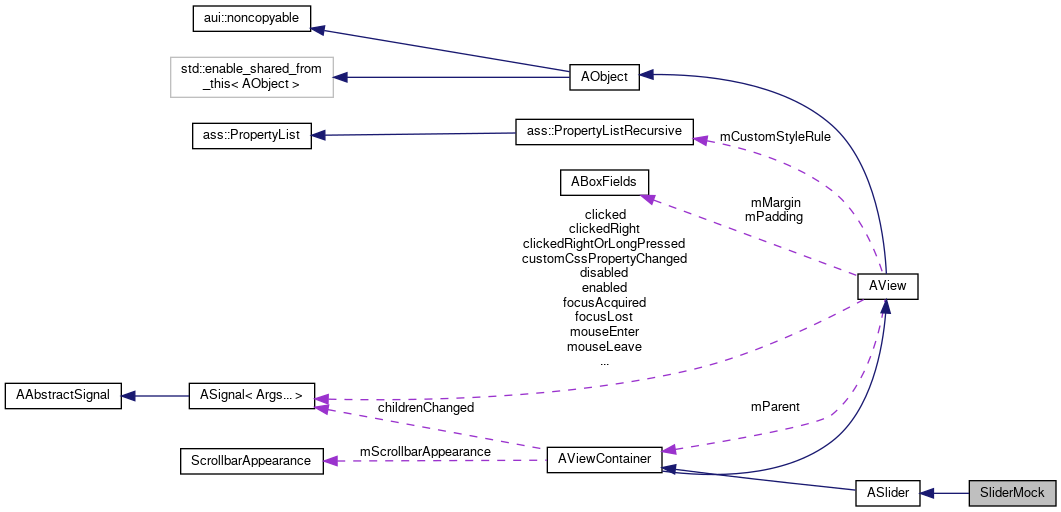 aui::noncopyable
std::enable_shared_from
_this< AObject >
AObject
ass::PropertyList
ass::PropertyListRecursive
mCustomStyleRule
ABoxFields
mMargin
mPadding
clicked
clickedRight
clickedRightOrLongPressed
customCssPropertyChanged
disabled
enabled
focusAcquired
focusLost
mouseEnter
mouseLeave
...
AView
AAbstractSignal
ASignal< Args... >
childrenChanged
mParent
ScrollbarAppearance
mScrollbarAppearance
AViewContainer
ASlider
SliderMock